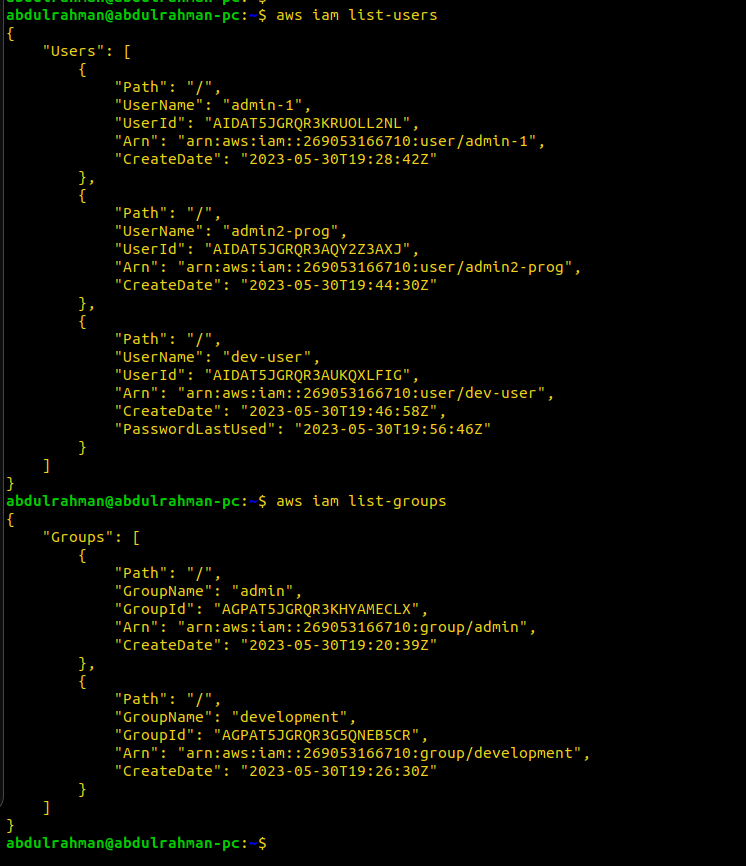 abdulrahman@abdulrahman-pc:~$ aws iam list-users
{
    "Users": [
        {
            "Path": "/",
            "UserName": "admin-1",
            "UserId": "AIDAT5JGRQR3KRUOLL2NL",
            "Arn": "arn:aws:iam::269053166710:user/admin-1",
            "CreateDate": "2023-05-30T19:28:42Z"
        },
        {
            "Path": "/",
            "UserName": "admin2-prog",
            "UserId": "AIDAT5JGRQR3AQY2Z3AXJ",
            "Arn": "arn:aws:iam::269053166710:user/admin2-prog",
            "CreateDate": "2023-05-30T19:44:30Z"
        },
        {
            "Path": "/",
            "UserName": "dev-user",
            "UserId": "AIDAT5JGRQR3AUKQXLFIG",
            "Arn": "arn:aws:iam::269053166710:user/dev-user",
            "CreateDate": "2023-05-30T19:46:58Z",
            "PasswordLastUsed": "2023-05-30T19:56:46Z"
        }
    ]
}
abdulrahman@abdulrahman-pc:~$ aws iam list-groups
{
    "Groups": [
        {
            "Path": "/",
            "GroupName": "admin",
            "GroupId": "AGPAT5JGRQR3KHYAMECLX",
            "Arn": "arn:aws:iam::269053166710:group/admin",
            "CreateDate": "2023-05-30T19:20:39Z"
        },
        {
            "Path": "/",
            "GroupName": "development",
            "GroupId": "AGPAT5JGRQR3G5QNEB5CR",
            "Arn": "arn:aws:iam::269053166710:group/development",
            "CreateDate": "2023-05-30T19:26:30Z"
        }
    ]
}
abdulrahman@abdulrahman-pc:~$